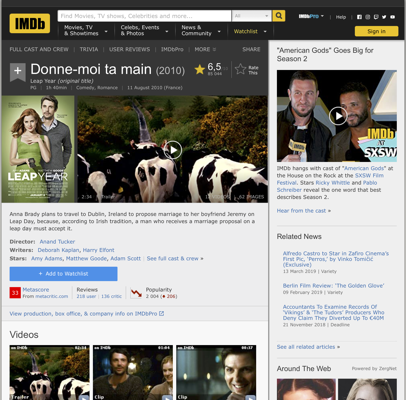 IMDb
Find Movies, TV shows, Celebrities and more...
All
IMDbPro
Help
Movies, TV & Showtimes
Celebs, Events & Photos
News & Community
Watchlist
Sign in
FULL CAST AND CREW | TRIVIA | USER REVIEWS | IMDbPro | MORE
SHARE
Donne-moi ta main (2010)
Leap Year (original title)
PG | 1h 40min | Comedy, Romance | 11 August 2010 (France)
6,5
Rate This
LEAP YEAR
2:34
62 IMAGES
Anna Brady plans to travel to Dublin, Ireland to propose marriage to her boyfriend Jeremy on
Leap Day, because, according to Irish tradition, a man who receives a marriage proposal on
a leap day must accept it.
Director: Anand Tucker
Writers: Deborah Kaplan, Harry Elfont
Stars: Amy Adams, Matthew Goode, Adam Scott | See full cast & crew »
+ Add to Watchlist
33
Metascore
From metacritic.com
Reviews
218 user | 136 critic
Popularity
2 004 (206)
View production, box office, & company info on IMDbPro
Videos
Trailer
Clip
Clip
"American Gods" Goes Big for
Season 2
IMDb
at
SXSW
IMDb hangs with cast of "American Gods" at
the House on the Rock at the SXSW Film
Festival. Stars Ricky Whittle and Pablo
Schreiber reveal the one word that best
describes Season 2.
Hear from the cast »
Related News
Alfredo Castro to Star in Zafiro Cinema's
First Pic, 'Perros,' by Vinko Tomičić
(Exclusive)
13 March 2019 | Variety
Berlin Film Review: 'The Golden Glove'
09 February 2019 | Variety
Accountants To Examine Records Of
'Vikings' & 'The Tudors' Producers Who
Deny Claim They Diverted Up To €40M
21 November 2018 | Deadline
See all related articles »
Around The Web
Powered by ZergNet